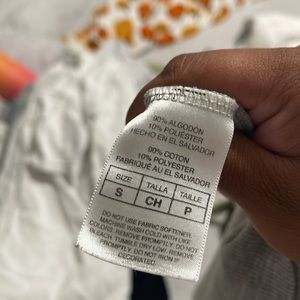 90% ALGODÓN
10% POLIÉSTER
HECHO EN EL SALVADOR
90% COTON
10% POLYESTER
FABRIQUÉ AU EL SALVADOR
SIZE TALLA TAILLE
S CH P
DO NOT USE FABRIC SOFTENER.
MACHINE WASH COLD WITH LIKE
COLORS. REMOVE PROMPTLY. DO NOT
BLEACH. TUMBLE DRY LOW. REMOVE
PROMPTLY. DO NOT IRON IF
DECORATED.